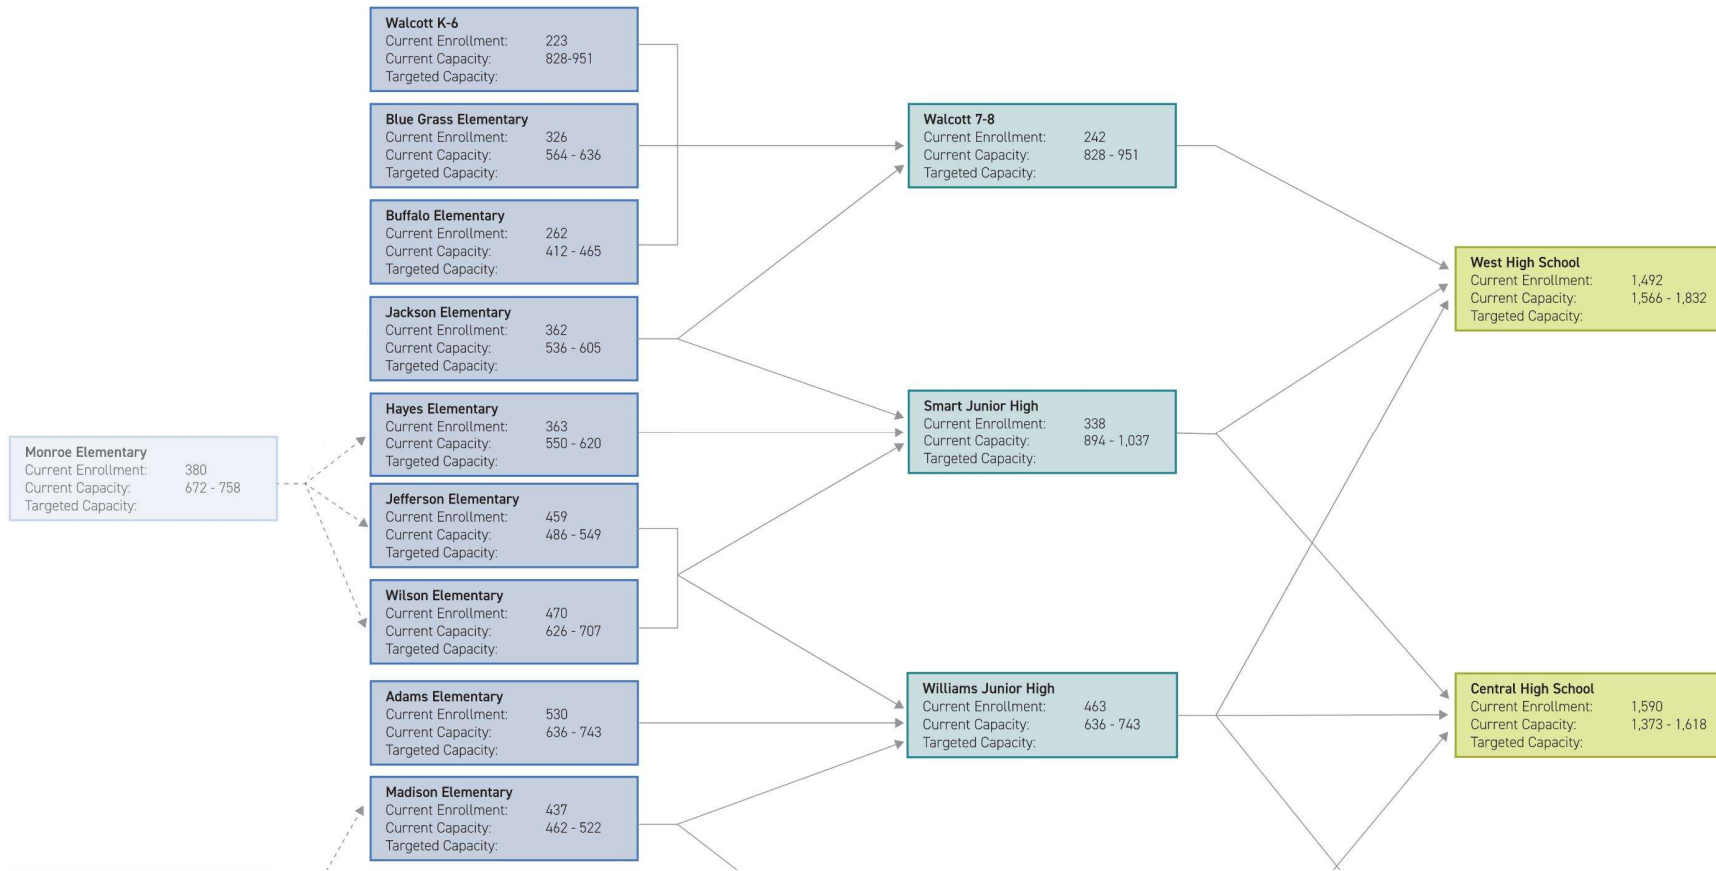 Walcott K-6
Current Enrollment: 223
Current Capacity: 828-951
Targeted Capacity:
Blue Grass Elementary
Current Enrollment: 326
Current Capacity: 564 - 636
Targeted Capacity:
Buffalo Elementary
Current Enrollment: 262
Current Capacity: 412 - 465
Targeted Capacity:
Jackson Elementary
Current Enrollment: 362
Current Capacity: 536 - 605
Targeted Capacity:
Hayes Elementary
Current Enrollment: 363
Current Capacity: 550 - 620
Targeted Capacity:
Monroe Elementary
Current Enrollment: 380
Current Capacity: 672 - 758
Targeted Capacity:
Jefferson Elementary
Current Enrollment: 459
Current Capacity: 486 - 549
Targeted Capacity:
Wilson Elementary
Current Enrollment: 470
Current Capacity: 626 - 707
Targeted Capacity:
Adams Elementary
Current Enrollment: 530
Current Capacity: 636 - 743
Targeted Capacity:
Madison Elementary
Current Enrollment: 437
Current Capacity: 462 - 522
Targeted Capacity:
Walcott 7-8
Current Enrollment: 242
Current Capacity: 828 - 951
Targeted Capacity:
Smart Junior High
Current Enrollment: 338
Current Capacity: 894 - 1,037
Targeted Capacity:
Williams Junior High
Current Enrollment: 463
Current Capacity: 636 - 743
Targeted Capacity:
West High School
Current Enrollment: 1,492
Current Capacity: 1,566 - 1,832
Targeted Capacity:
Central High School
Current Enrollment: 1,590
Current Capacity: 1,373 - 1,618
Targeted Capacity: